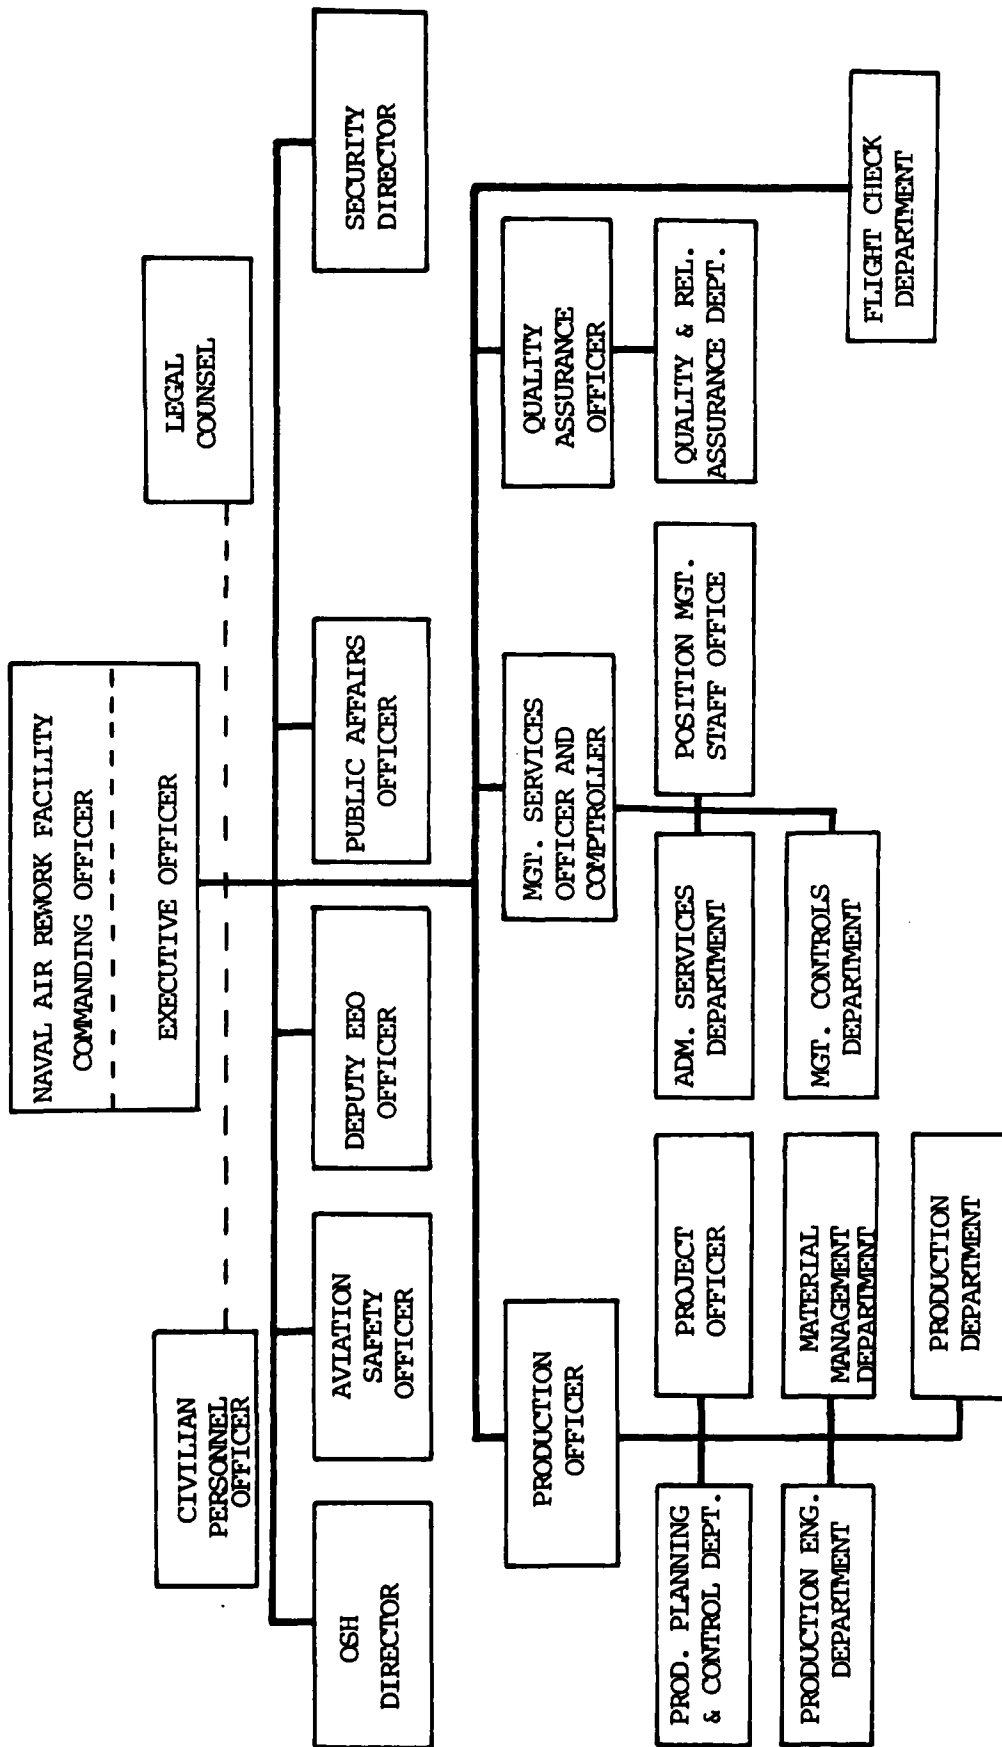 NAVAL AIR REWORK FACILITY
COMMANDING OFFICER
EXECUTIVE OFFICER
CIVILIAN
PERSONNEL
OFFICER
LEGAL
COUNSEL
OSH
DIRECTOR
AVIATION
SAFETY
OFFICER
DEPUTY EEO
OFFICER
PUBLIC AFFAIRS
OFFICER
SECURITY
DIRECTOR
PRODUCTION
OFFICER
MGT. SERVICES
OFFICER AND
COMPTROLLER
QUALITY
ASSURANCE
OFFICER
PROD. PLANNING
& CONTROL DEPT.
PROJECT
OFFICER
ADM. SERVICES
DEPARTMENT
POSITION MGT.
STAFF OFFICE
QUALITY & REL.
ASSURANCE DEPT.
PRODUCTION ENG.
DEPARTMENT
MATERIAL
MANAGEMENT
DEPARTMENT
MGT. CONTROLS
DEPARTMENT
FLIGHT CHECK
DEPARTMENT
PRODUCTION
DEPARTMENT